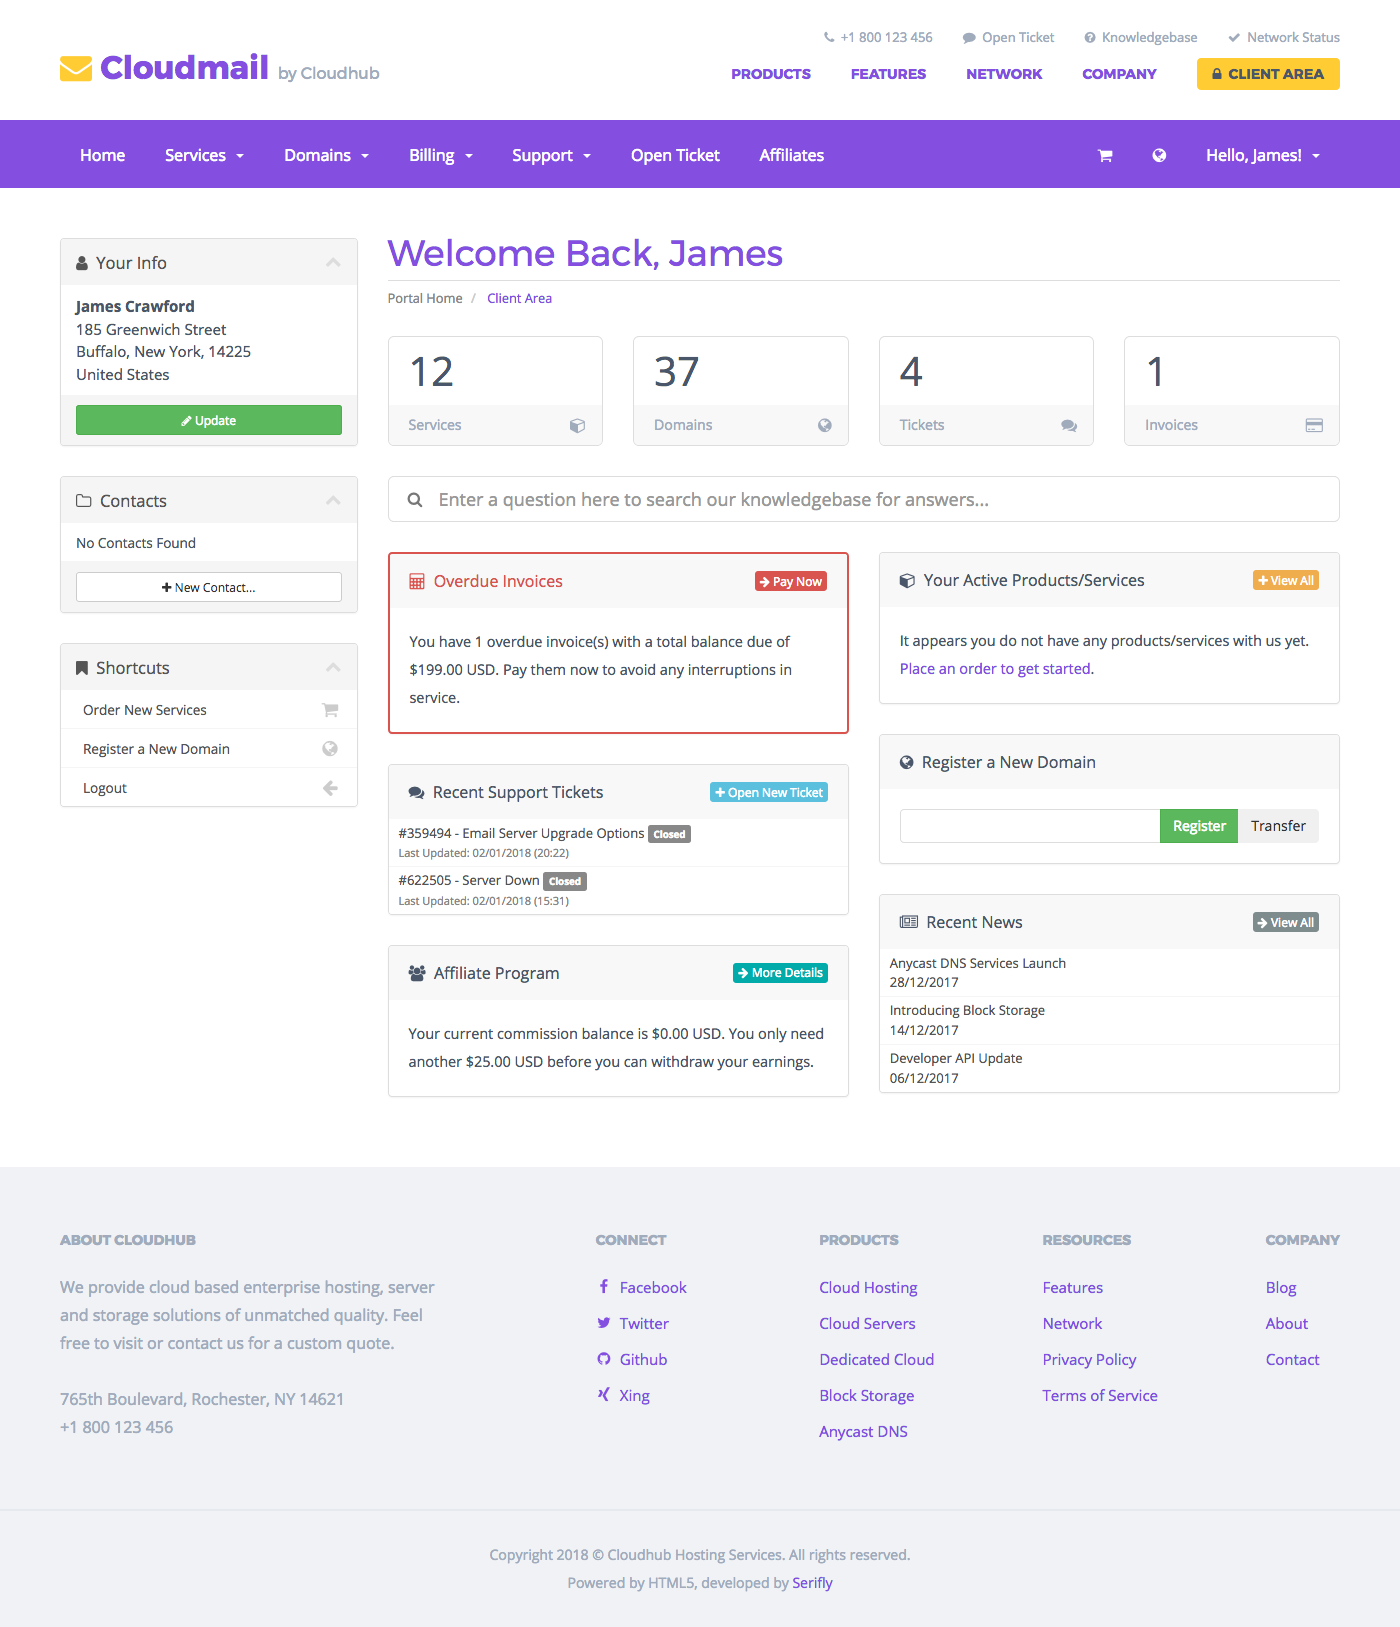 +1 800 123 456 Open Ticket Knowledgebase Network Status
Cloudmail by Cloudhub
PRODUCTS FEATURES NETWORK COMPANY CLIENT AREA
Home Services Domains Billing Support Open Ticket Affiliates Hello, James!
Your Info
James Crawford
185 Greenwich Street
Buffalo, New York, 14225
United States
Update
Contacts
No Contacts Found
New Contact...
Shortcuts
Order New Services
Register a New Domain
Logout
Welcome Back, James
Portal Home / Client Area
12
Services
37
Domains
4
Tickets
1
Invoices
Enter a question here to search our knowledgebase for answers...
Overdue Invoices Pay Now
You have 1 overdue invoice(s) with a total balance due of
$199.00 USD. Pay them now to avoid any interruptions in
service.
Recent Support Tickets Open New Ticket
#359494 - Email Server Upgrade Options Closed
Last Updated: 02/01/2018 (20:22)
#622505 - Server Down Closed
Last Updated: 02/01/2018 (15:31)
Affiliate Program More Details
Your current commission balance is $0.00 USD. You only need
another $25.00 USD before you can withdraw your earnings.
Your Active Products/Services View All
It appears you do not have any products/services with us yet.
Place an order to get started.
Register a New Domain
Register Transfer
Recent News View All
Anycast DNS Services Launch
28/12/2017
Introducing Block Storage
14/12/2017
Developer API Update
06/12/2017
ABOUT CLOUDHUB
We provide cloud based enterprise hosting, server
and storage solutions of unmatched quality. Feel
free to visit or contact us for a custom quote.
765th Boulevard, Rochester, NY 14621
+1 800 123 456
CONNECT
Facebook
Twitter
Github
Xing
PRODUCTS
Cloud Hosting
Cloud Servers
Dedicated Cloud
Block Storage
Anycast DNS
RESOURCES
Features
Network
Privacy Policy
Terms of Service
COMPANY
Blog
About
Contact
Copyright 2018 © Cloudhub Hosting Services. All rights reserved.
Powered by HTML5, developed by Serifly